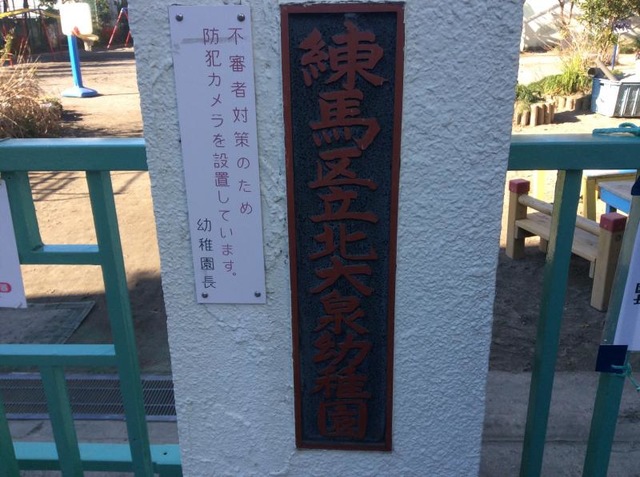 練馬区立北大泉幼稚園
不審者対策のため
防犯カメラを設置しています。
幼稚園長